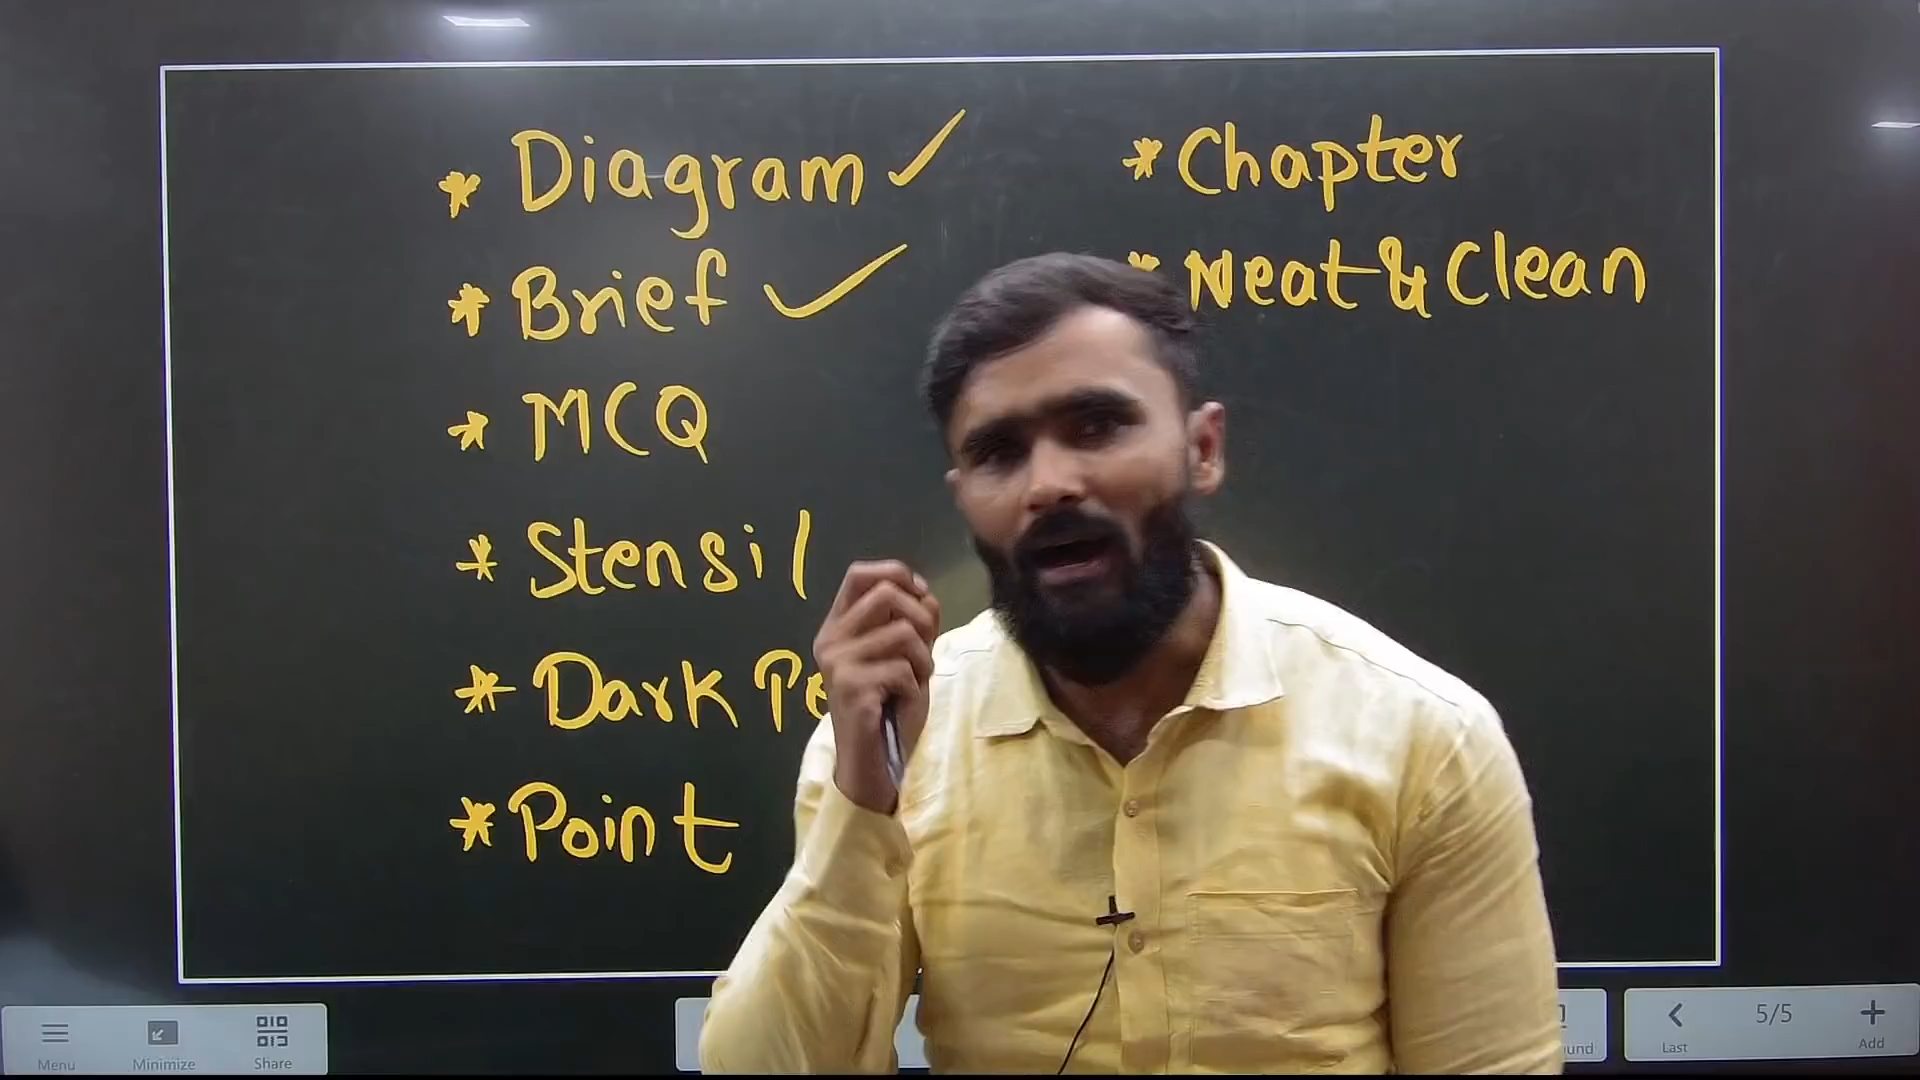 * Diagram ✓
* Brief ✓
* MCQ
* Stensil
* Dark
* Point
* Chapter
* Neat & Clean
Menu
Minimize
Share
Last
5/5
Add